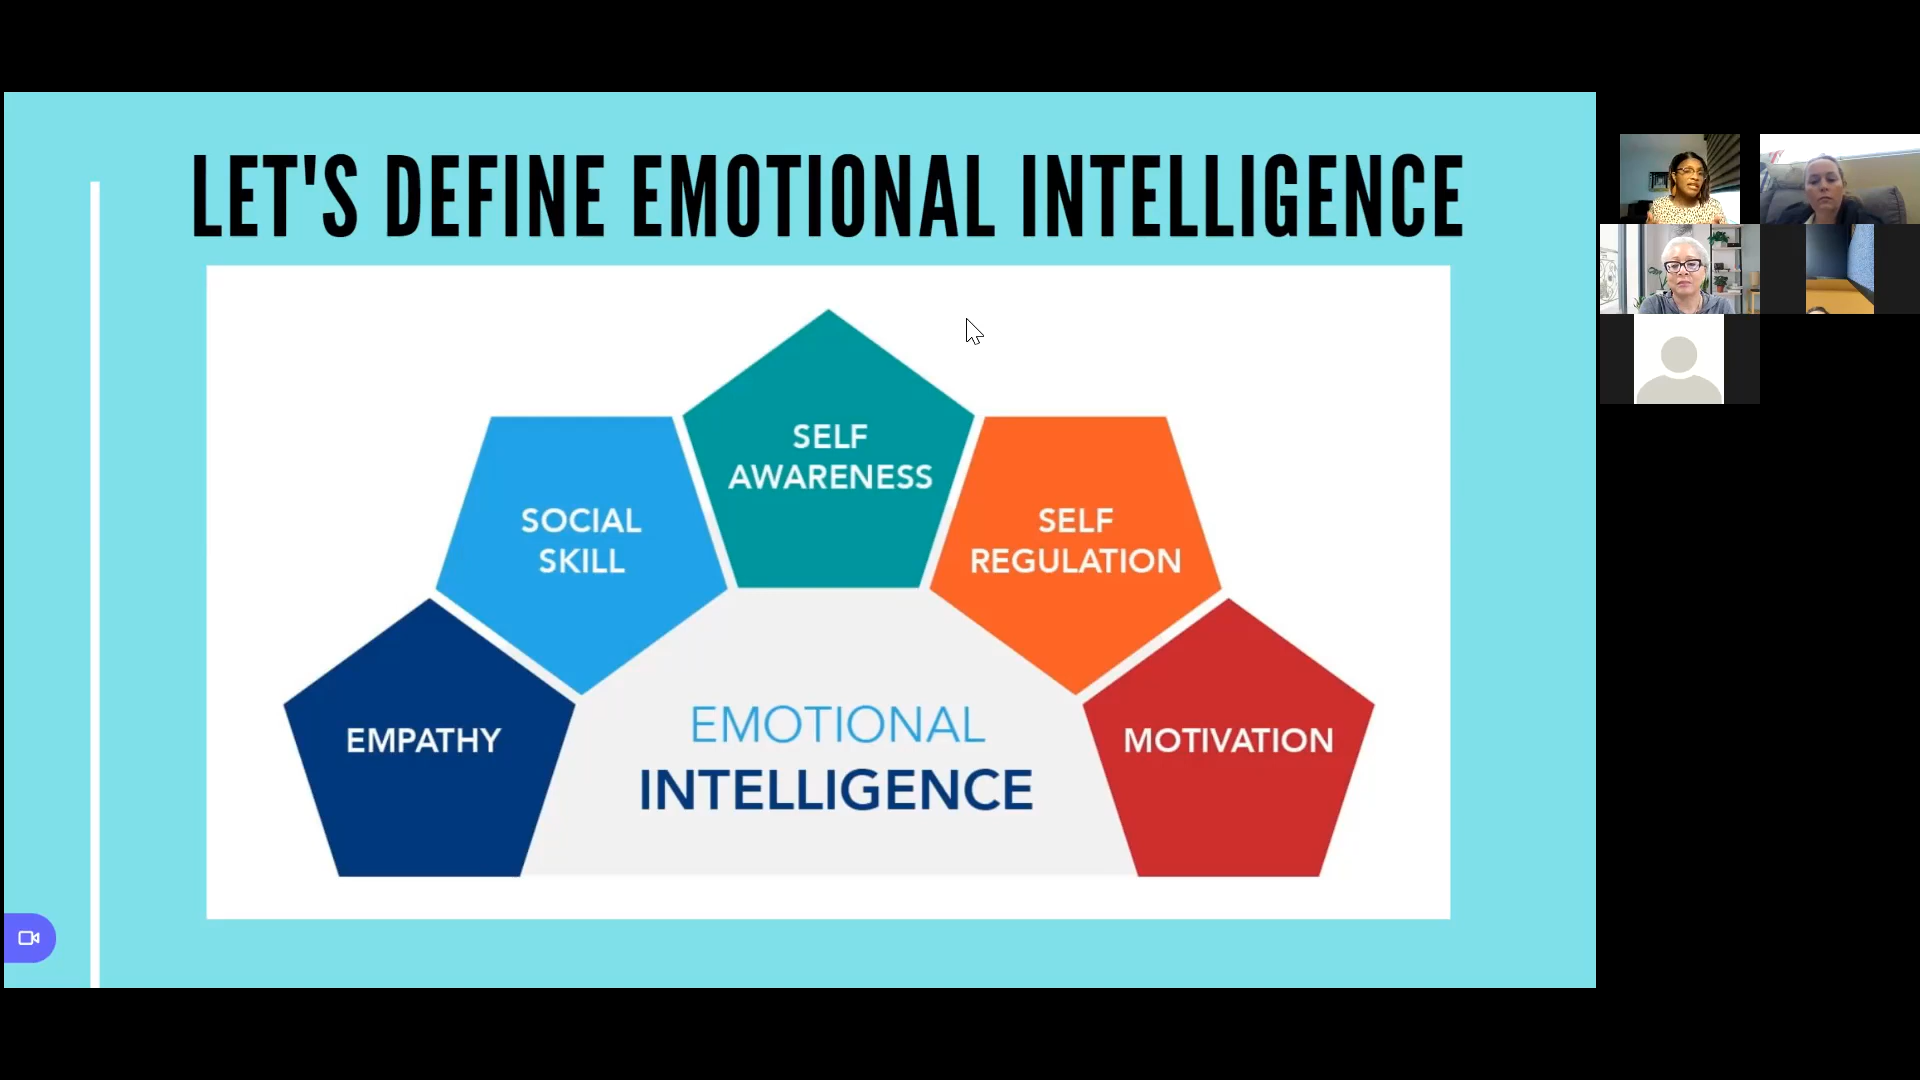 LET'S DEFINE EMOTIONAL INTELLIGENCE
SELF
AWARENESS
SOCIAL
SKILL
SELF
REGULATION
EMPATHY
EMOTIONAL
INTELLIGENCE
MOTIVATION